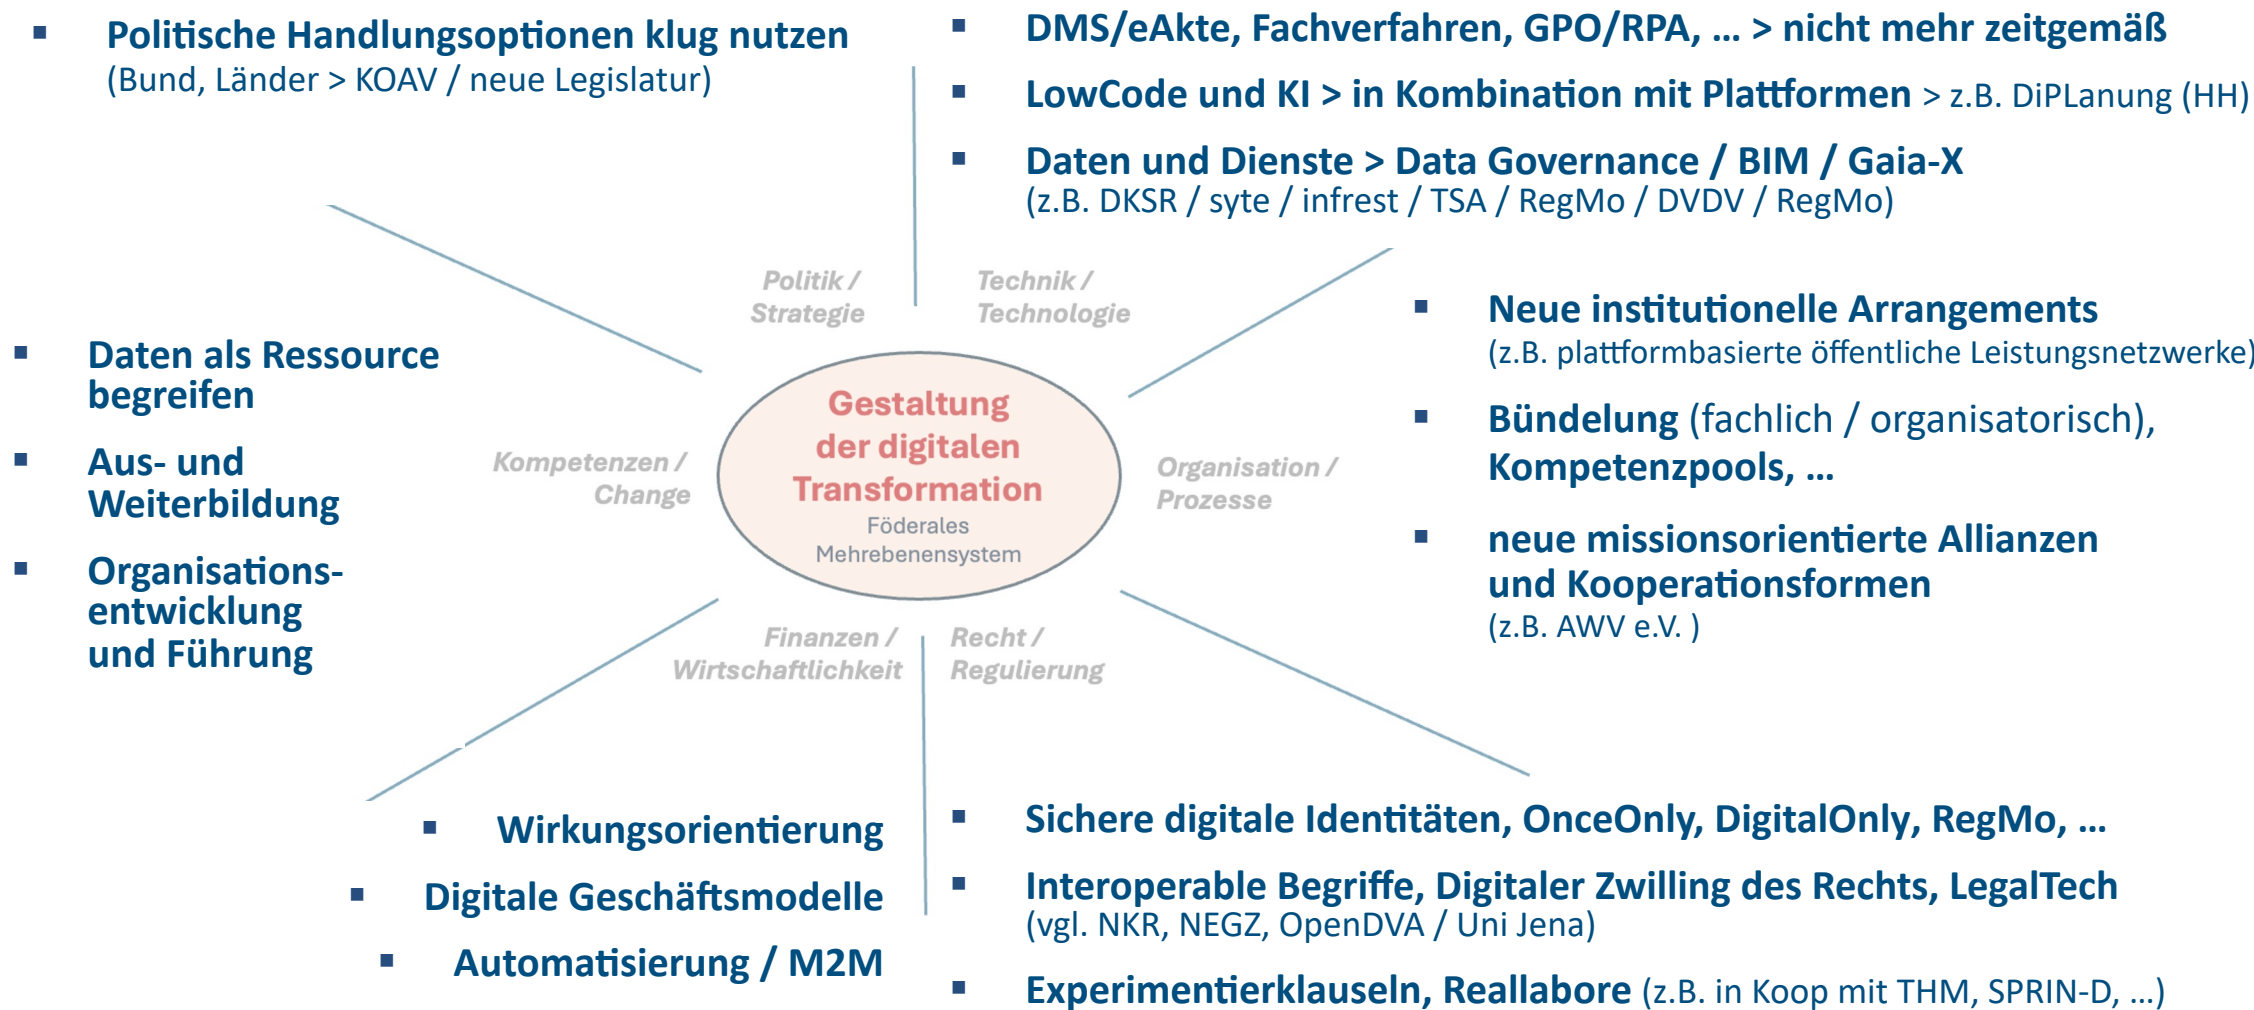 Politische Handlungsoptionen klug nutzen
(Bund, Länder > KOAV / neue Legislatur)
DMS/eAkte, Fachverfahren, GPO/RPA, … > nicht mehr zeitgemäß
LowCode und KI > in Kombination mit Plattformen > z.B. DiPLanung (HH)
Daten und Dienste > Data Governance / BIM / Gaia-X
(z.B. DKSR / syte / infrest / TSA / RegMo / DVDV / RegMo)
Politik /
Strategie
Technik /
Technologie
Neue institutionelle Arrangements
(z.B. plattformbasierte öffentliche Leistungsnetzwerke)
Bündelung (fachlich / organisatorisch),
Kompetenzpools, …
neue missionsorientierte Allianzen
und Kooperationsformen
(z.B. AWV e.V. )
Daten als Ressource
begreifen
Aus- und
Weiterbildung
Organisations-
entwicklung
und Führung
Kompetenzen /
Change
Gestaltung
der digitalen
Transformation
Föderales
Mehrebenensystem
Organisation /
Prozesse
Finanzen /
Wirtschaftlichkeit
Recht /
Regulierung
Wirkungsorientierung
Digitale Geschäftsmodelle
Automatisierung / M2M
Sichere digitale Identitäten, OnceOnly, DigitalOnly, RegMo, …
Interoperable Begriffe, Digitaler Zwilling des Rechts, LegalTech
(vgl. NKR, NEGZ, OpenDVA / Uni Jena)
Experimentierklauseln, Reallabore (z.B. in Koop mit THM, SPRIN-D, …)